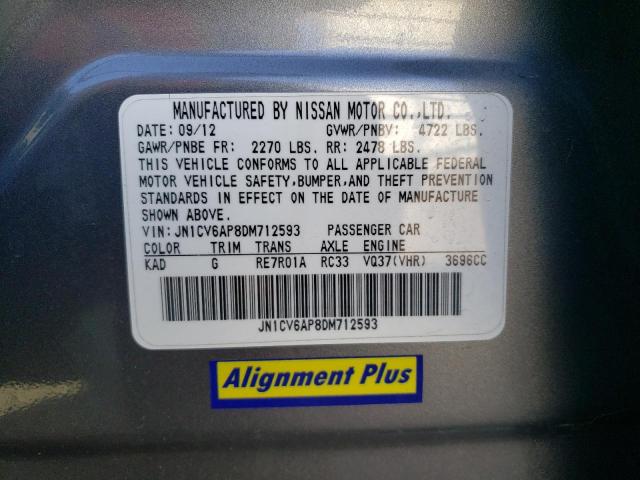 MANUFACTURED BY NISSAN MOTOR CO.,LTD.
DATE: 09/12 GVWR/PNBV: 4722 LBS.
GAWR/PNBE FR: 2270 LBS. RR: 2478 LBS.
THIS VEHICLE CONFORMS TO ALL APPLICABLE FEDERAL
MOTOR VEHICLE SAFETY,BUMPER,AND THEFT PREVENTION
STANDARDS IN EFFECT ON THE DATE OF MANUFACTURE
SHOWN ABOVE.
VIN: JN1CV6AP8DM712593 PASSENGER CAR
COLOR TRIM TRANS AXLE ENGINE
KAD G RE7R01A RC33 VQ37(VHR) 3696CC
JN1CV6AP8DM712593
Alignment Plus